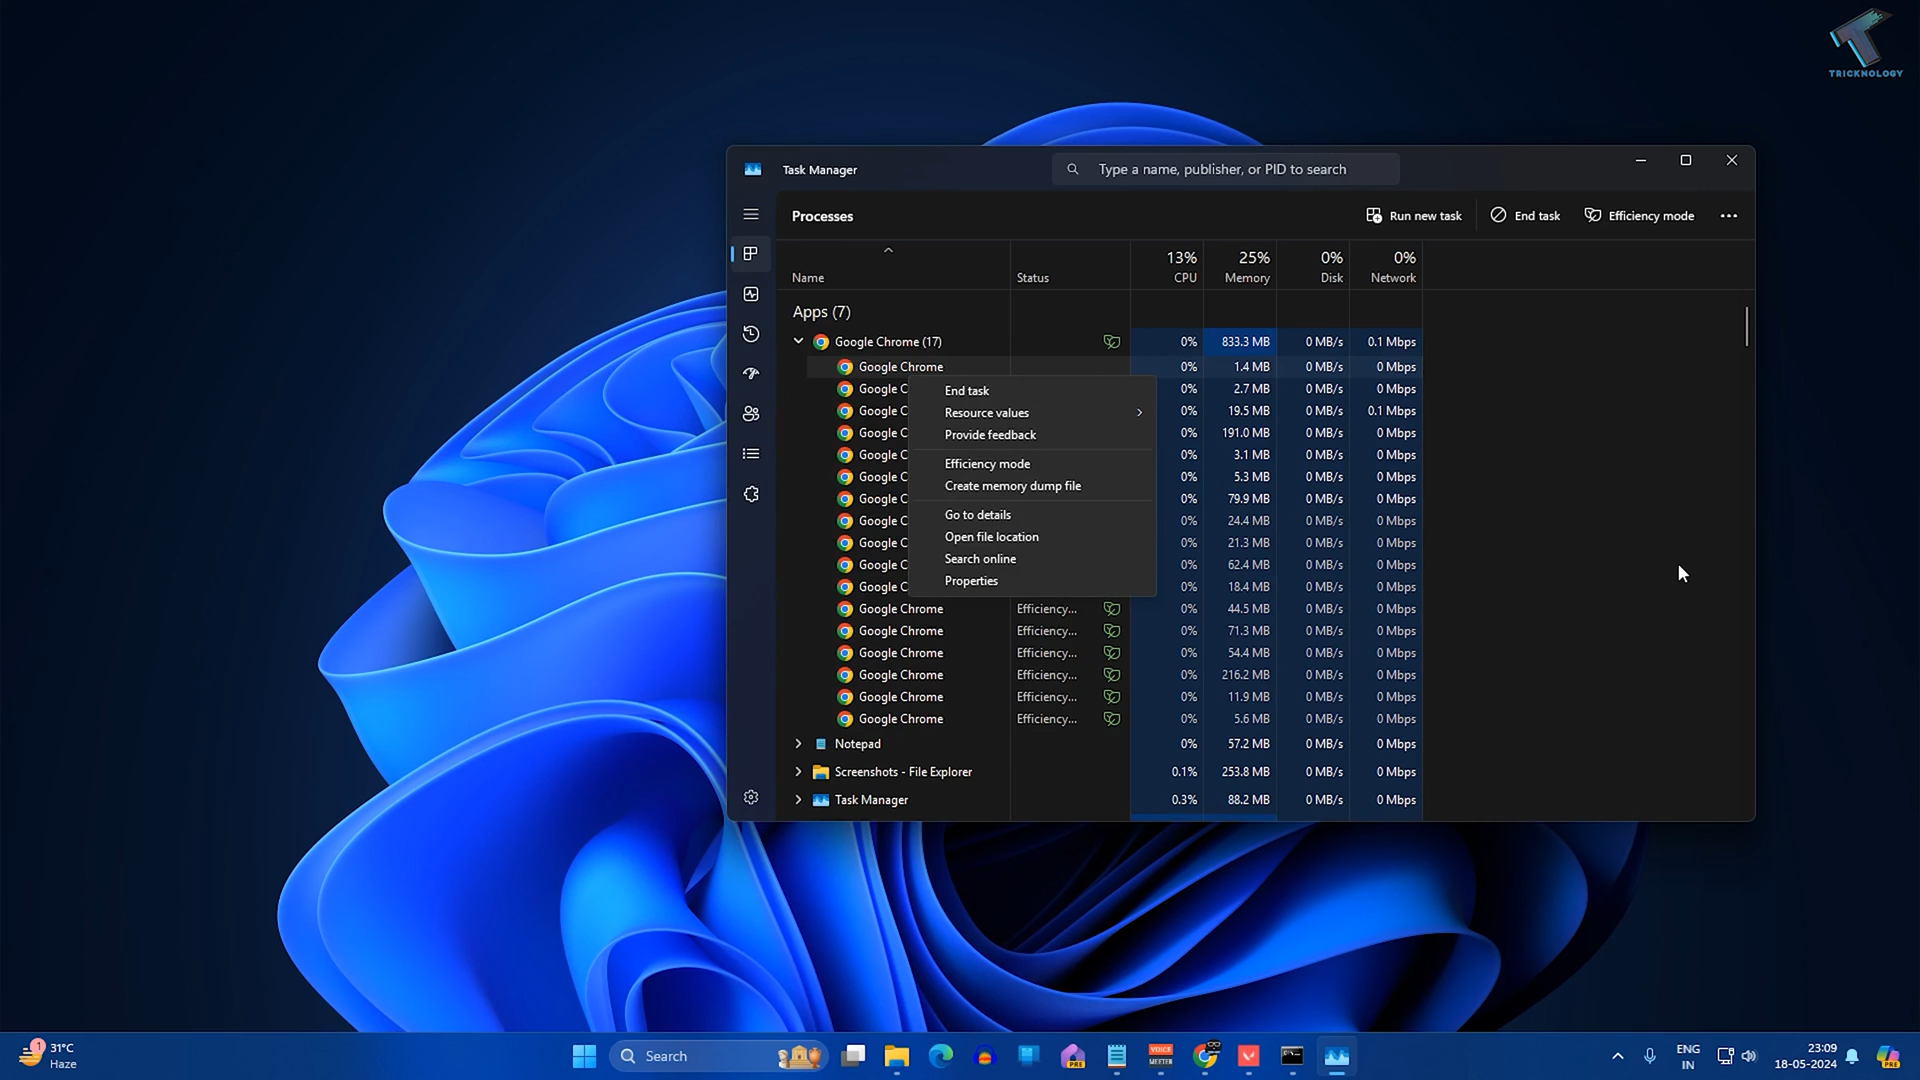 TRICKNOLOGY
Task Manager
Type a name, publisher, or PID to search
Processes
Run new task
End task
Efficiency mode
13% 25% 0% 0%
Name Status CPU Memory Disk Network
Apps (7)
Google Chrome (17) 0% 833.3 MB 0 MB/s 0.1 Mbps
Google Chrome 0% 1.4 MB 0 MB/s 0 Mbps
Google C 0% 2.7 MB 0 MB/s 0 Mbps
Google C 0% 19.5 MB 0 MB/s 0.1 Mbps
Google C 0% 191.0 MB 0 MB/s 0 Mbps
Google C 0% 3.1 MB 0 MB/s 0 Mbps
Google C 0% 5.3 MB 0 MB/s 0 Mbps
Google C 0% 79.9 MB 0 MB/s 0 Mbps
Google C 0% 24.4 MB 0 MB/s 0 Mbps
Google C 0% 21.3 MB 0 MB/s 0 Mbps
Google C 0% 62.4 MB 0 MB/s 0 Mbps
Google C 0% 18.4 MB 0 MB/s 0 Mbps
End task
Resource values
Provide feedback
Efficiency mode
Create memory dump file
Go to details
Open file location
Search online
Properties
Google Chrome Efficiency... 0% 44.5 MB 0 MB/s 0 Mbps
Google Chrome Efficiency... 0% 71.3 MB 0 MB/s 0 Mbps
Google Chrome Efficiency... 0% 54.4 MB 0 MB/s 0 Mbps
Google Chrome Efficiency... 0% 216.2 MB 0 MB/s 0 Mbps
Google Chrome Efficiency... 0% 11.9 MB 0 MB/s 0 Mbps
Google Chrome Efficiency... 0% 5.6 MB 0 MB/s 0 Mbps
Notepad 0% 57.2 MB 0 MB/s 0 Mbps
Screenshots - File Explorer 0.1% 253.8 MB 0 MB/s 0 Mbps
Task Manager 0.3% 88.2 MB 0 MB/s 0 Mbps
1
31°C
Haze
Search
PRE
VOICE
MEETER
ENG
IN
23:09
18-05-2024
PRE